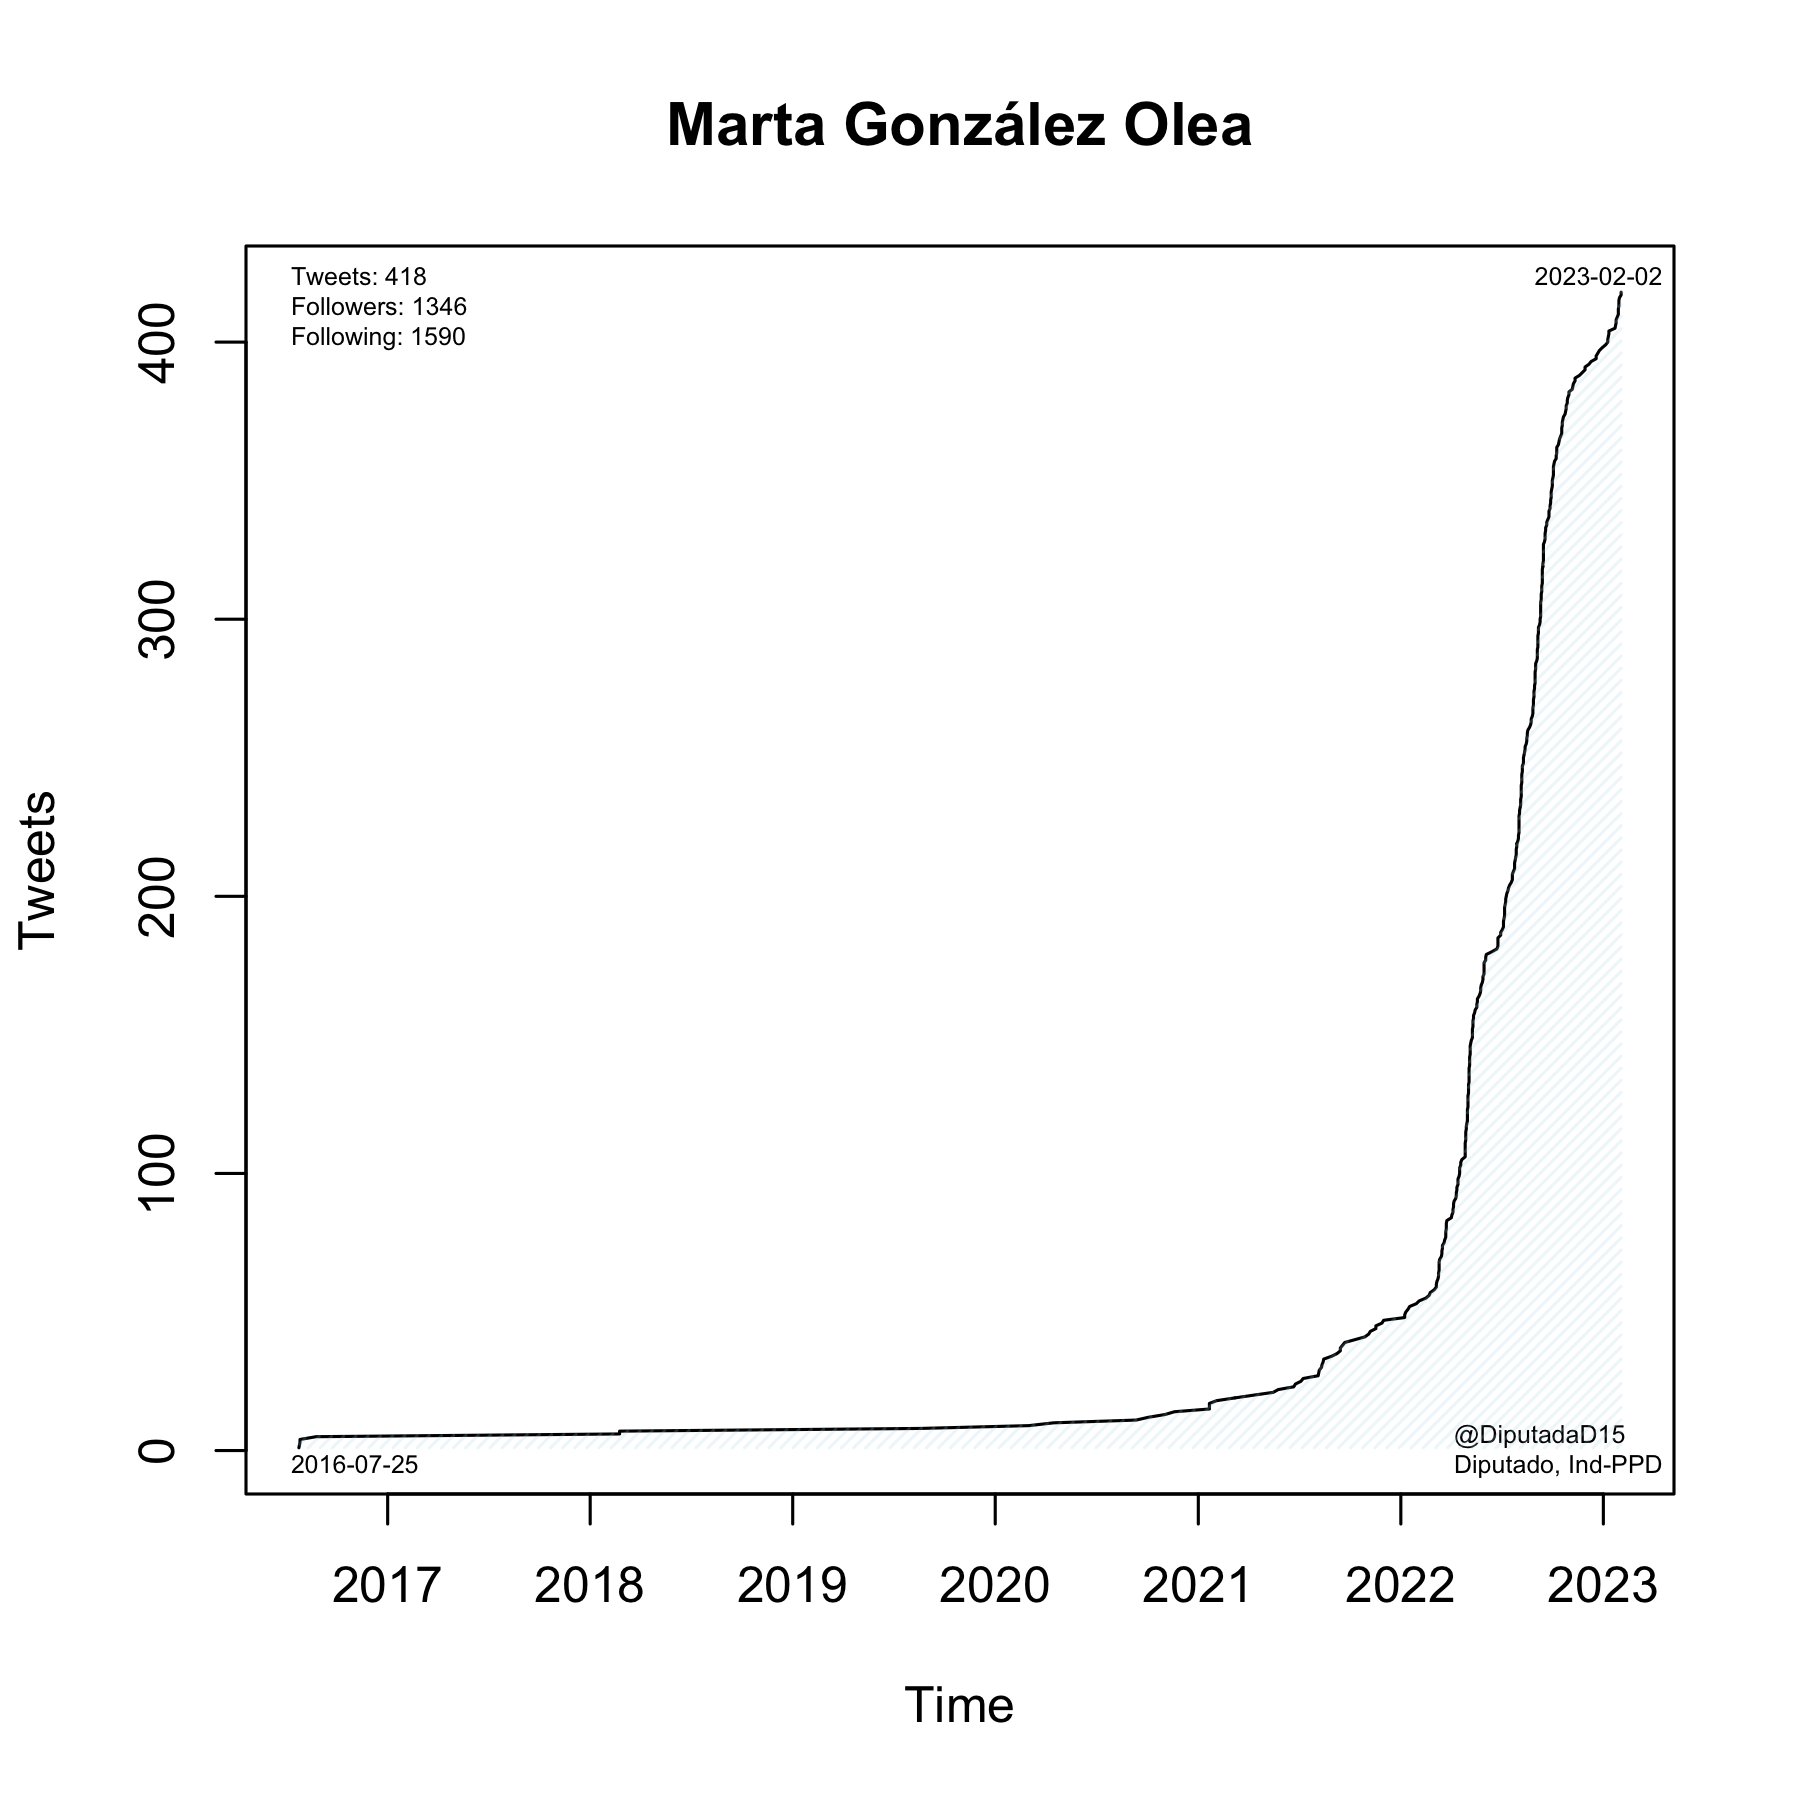 Marta González Olea
Tweets: 418
Followers: 1346
Following: 1590
2023-02-02
400
300
200
100
0
Tweets
2016-07-25
@DiputadaD15
Diputado, Ind-PPD
2017 2018 2019 2020 2021 2022 2023
Time